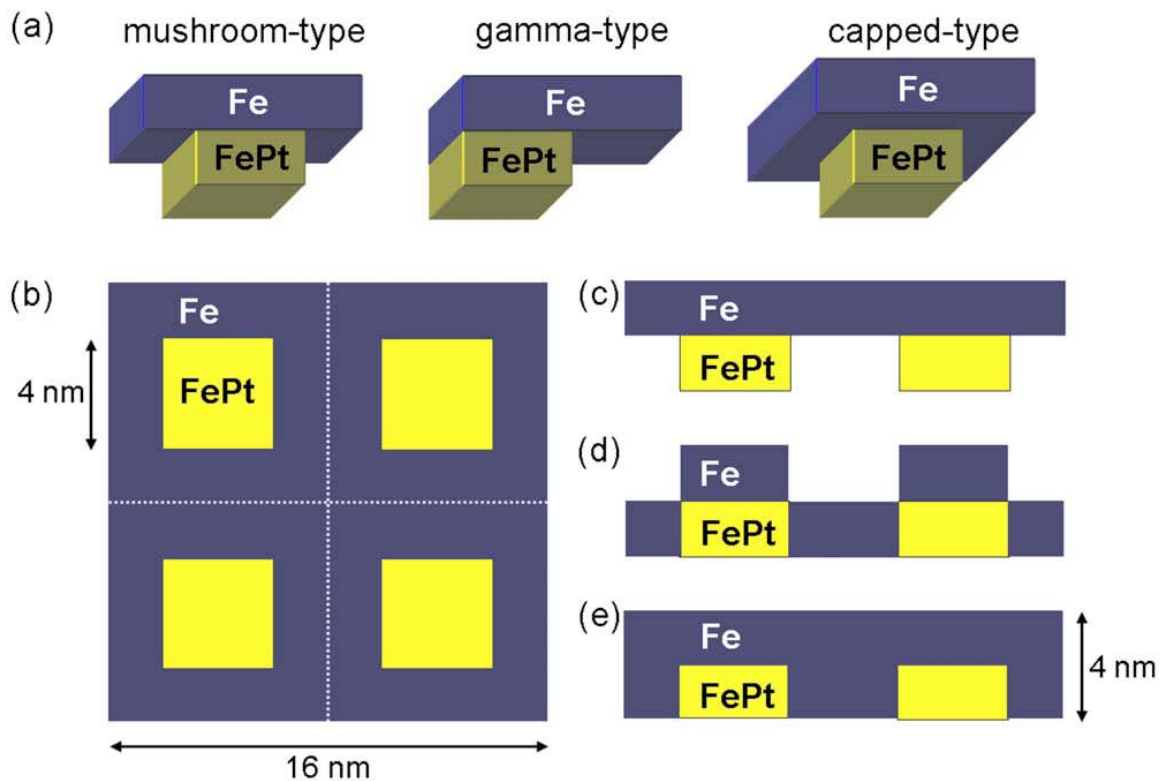 (a)
mushroom-type
gamma-type
capped-type
Fe
Fe
Fe
FePt
FePt
FePt
(b)
Fe
FePt
4 nm
16 nm
(c)
Fe
FePt
(d)
Fe
FePt
(e)
Fe
FePt
4 nm